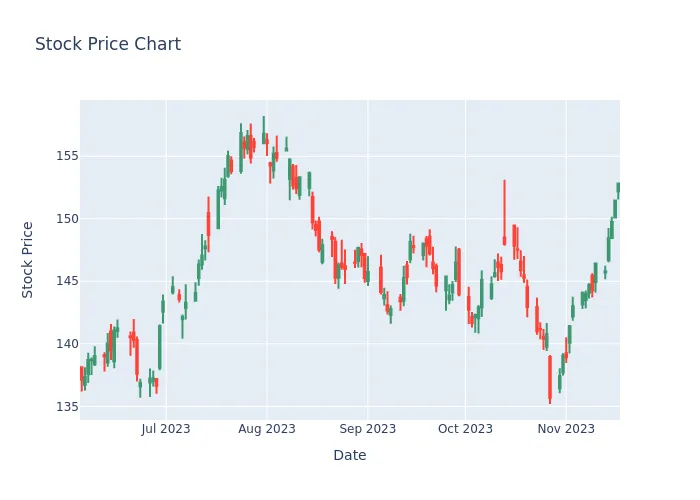 Stock Price Chart
155
150
145
140
135
Stock Price
Jul 2023
Aug 2023
Sep 2023
Oct 2023
Nov 2023
Date